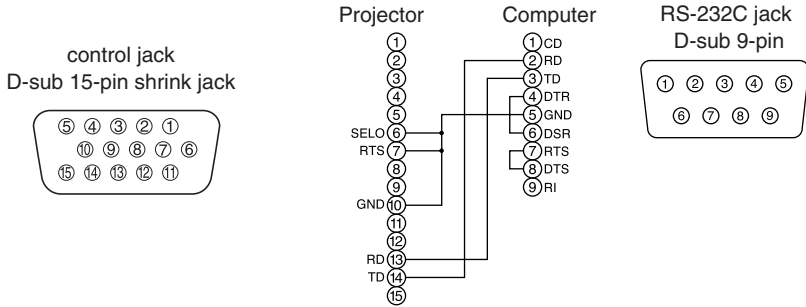 control jack
D-sub 15-pin shrink jack
⑤ ④ ③ ② ①
⑩ ⑨ ⑧ ⑦ ⑥
⑮ ⑭ ⑬ ⑫ ⑪
Projector
①
②
③
④
⑤
SELO ⑥
RTS ⑦
⑧
⑨
GND ⑩
⑪
⑫
RD ⑬
TD ⑭
⑮
Computer
① CD
② RD
③ TD
④ DTR
⑤ GND
⑥ DSR
⑦ RTS
⑧ DTS
⑨ RI
RS-232C jack
D-sub 9-pin
① ② ③ ④ ⑤
⑥ ⑦ ⑧ ⑨